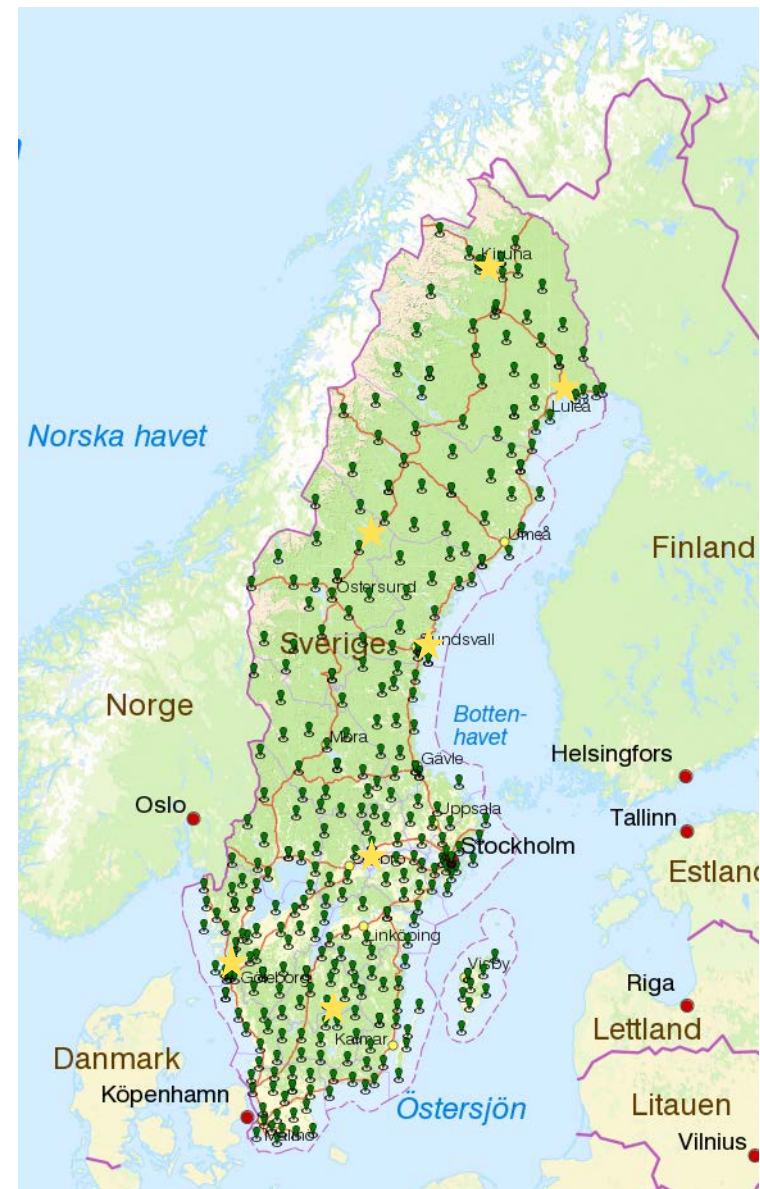 Kiruna
Luleå
Norska havet
Umeå
Finland
Östersund
Sverige
Sundsvall
Norge
Botten-
havet
Mora
Gävle
Helsingfors
Oslo
Uppsala
Tallinn
Stockholm
Estland
Linköping
Visby
Göteborg
Riga
Lettland
Kalmar
Danmark
Köpenhamn
Östersjön
Litauen
Malmö
Vilnius